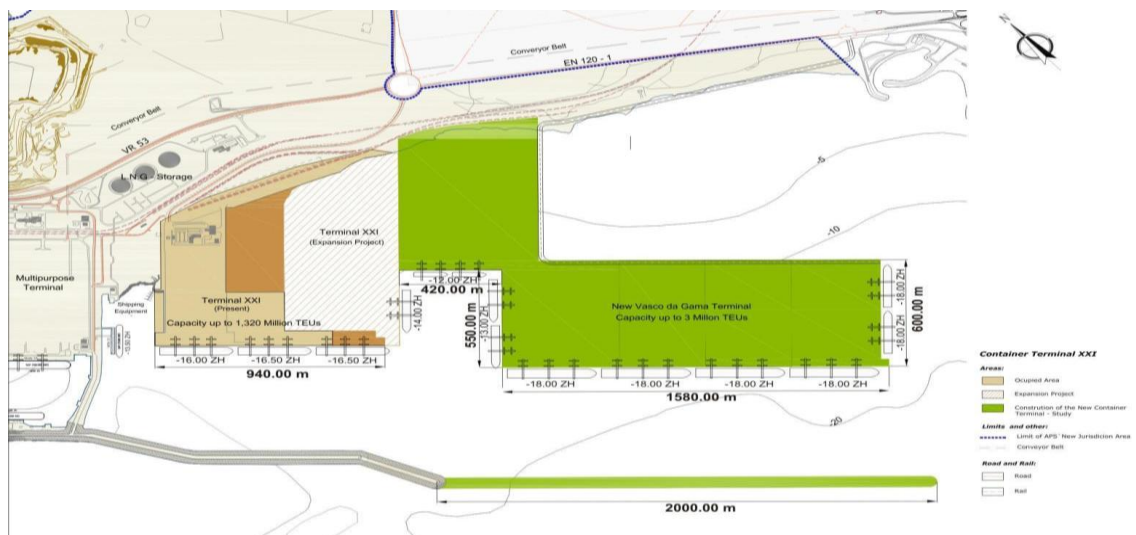 N
Conveyor Belt
EN 120 - 1
Conveyor Belt
VR 53
L.N.G - Storage
-5
-10
Terminal XXI
(Expansion Project)
Multipurpose
Terminal
Shipping
Equipment
Terminal XXI
(Present)
Capacity up to 1,320 Million TEUs
-12.00 ZH
420.00 m
-14.00 ZH
550.00 m
-13.00 ZH
New Vasco da Gama Terminal
Capacity up to 3 Millon TEUs
-18.00 ZH
-18.00 ZH
600.00 m
-16.00 ZH
-16.50 ZH
-16.50 ZH
940.00 m
-18.00 ZH
-18.00 ZH
-18.00 ZH
-18.00 ZH
1580.00 m
-20
2000.00 m
Container Terminal XXI
Areas:
Ocupied Area
Expansion Project
Constrution of the New Container
Terminal - Study
Limits and other:
Limit of APS' New Jurisdicion Area
Conveyor Belt
Road and Rail:
Road
Rail